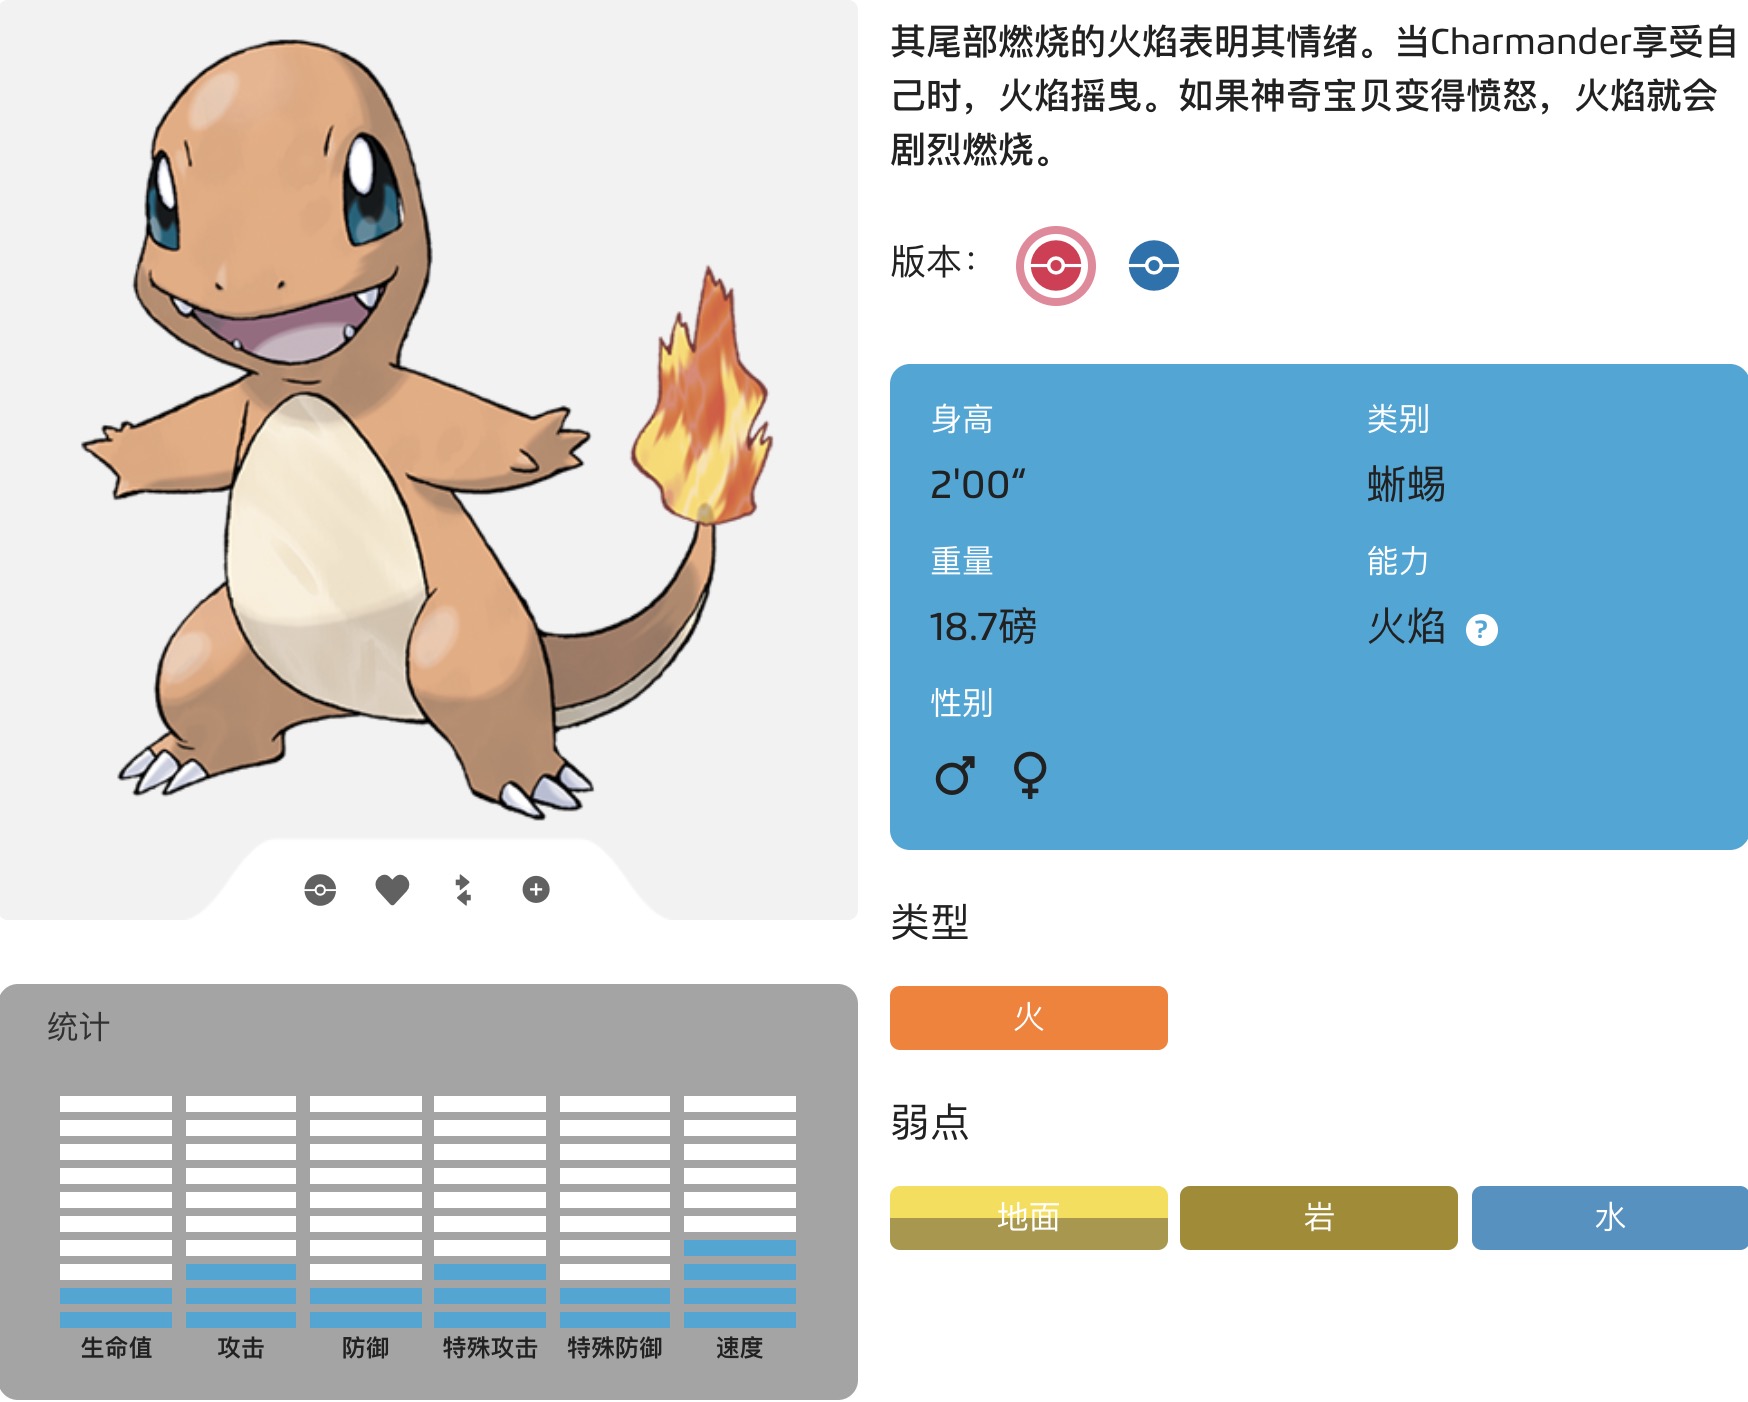 其尾部燃烧的火焰表明其情绪。当Charmander享受自
己时，火焰摇曳。如果神奇宝贝变得愤怒，火焰就会
剧烈燃烧。
版本：
身高
类别
2'00“
蜥蜴
重量
能力
18.7磅
火焰 ?
性别
♂ ♀
类型
火
弱点
地面 岩 水
统计
生命值 攻击 防御 特殊攻击 特殊防御 速度